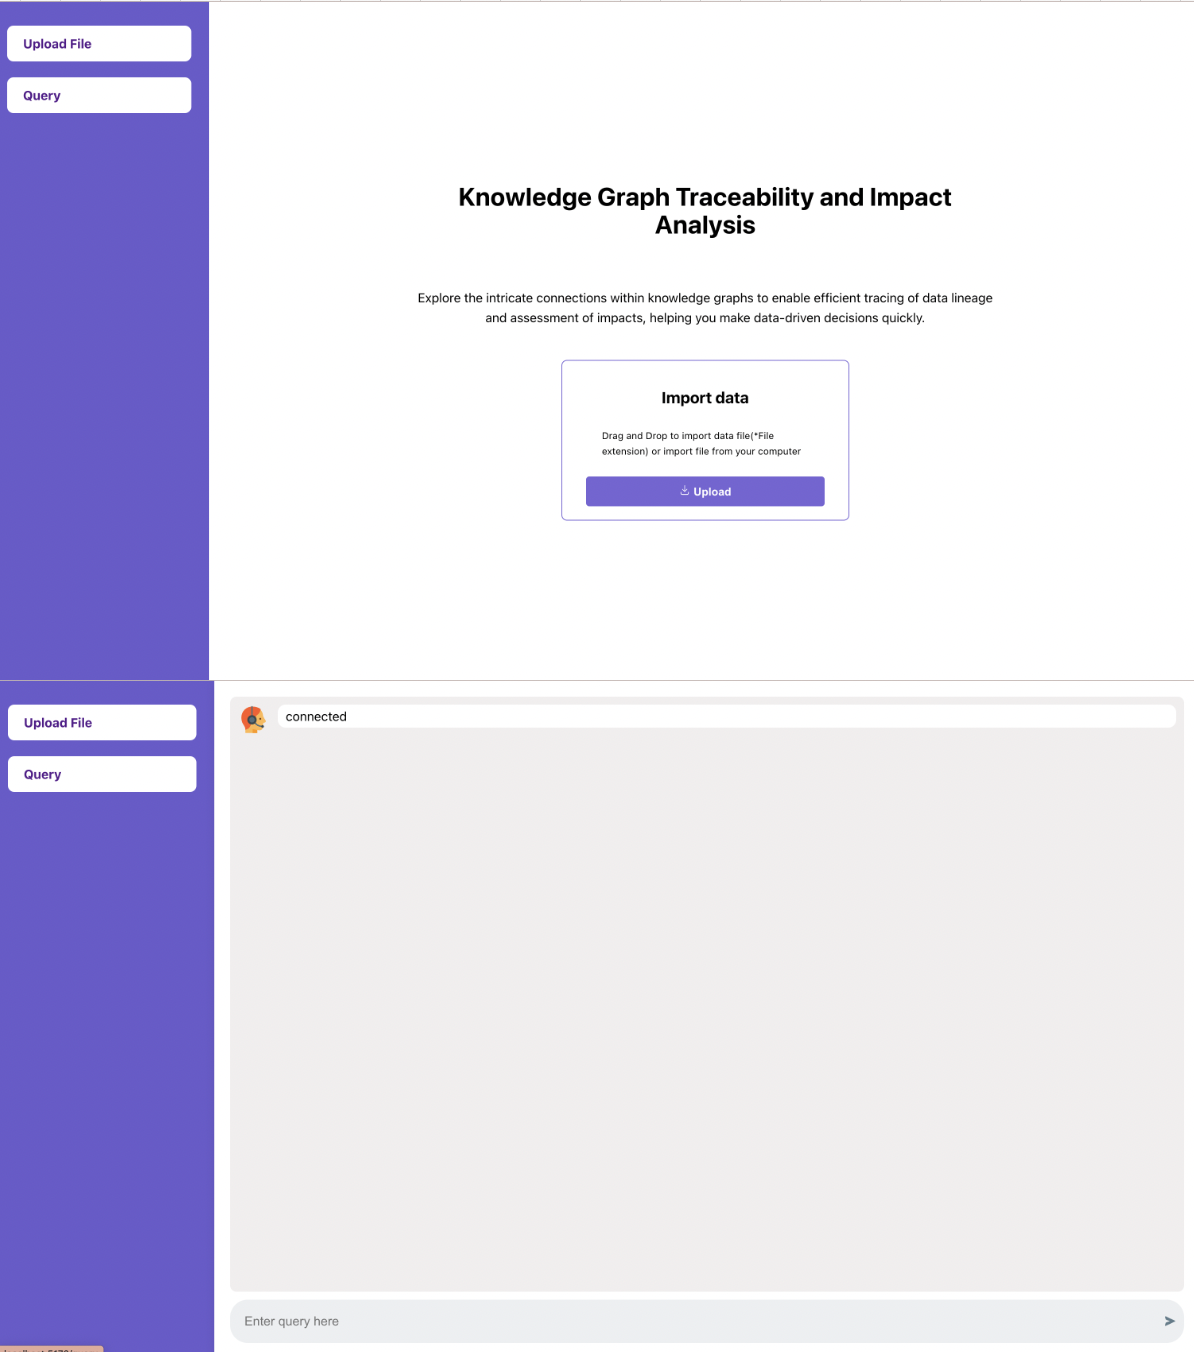 Upload File
Query
Knowledge Graph Traceability and Impact
Analysis
Explore the intricate connections within knowledge graphs to enable efficient tracing of data lineage
and assessment of impacts, helping you make data-driven decisions quickly.
Import data
Drag and Drop to import data file(*File
extension) or import file from your computer
Upload
Upload File
Query
connected
Enter query here